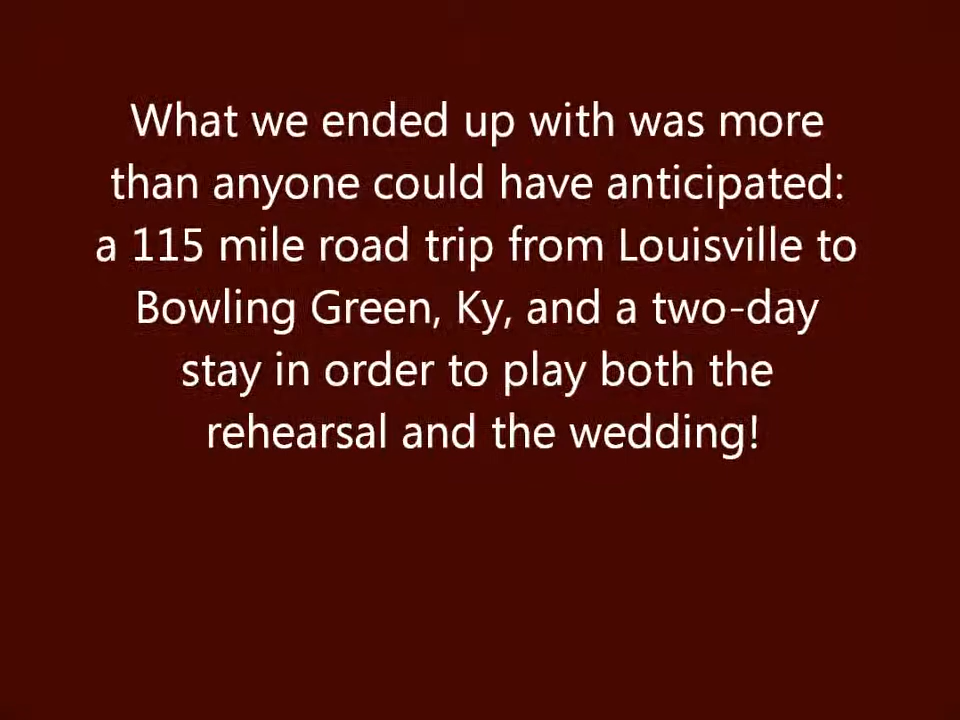 What we ended up with was more
than anyone could have anticipated:
a 115 mile road trip from Louisville to
Bowling Green, Ky, and a two-day
stay in order to play both the
rehearsal and the wedding!